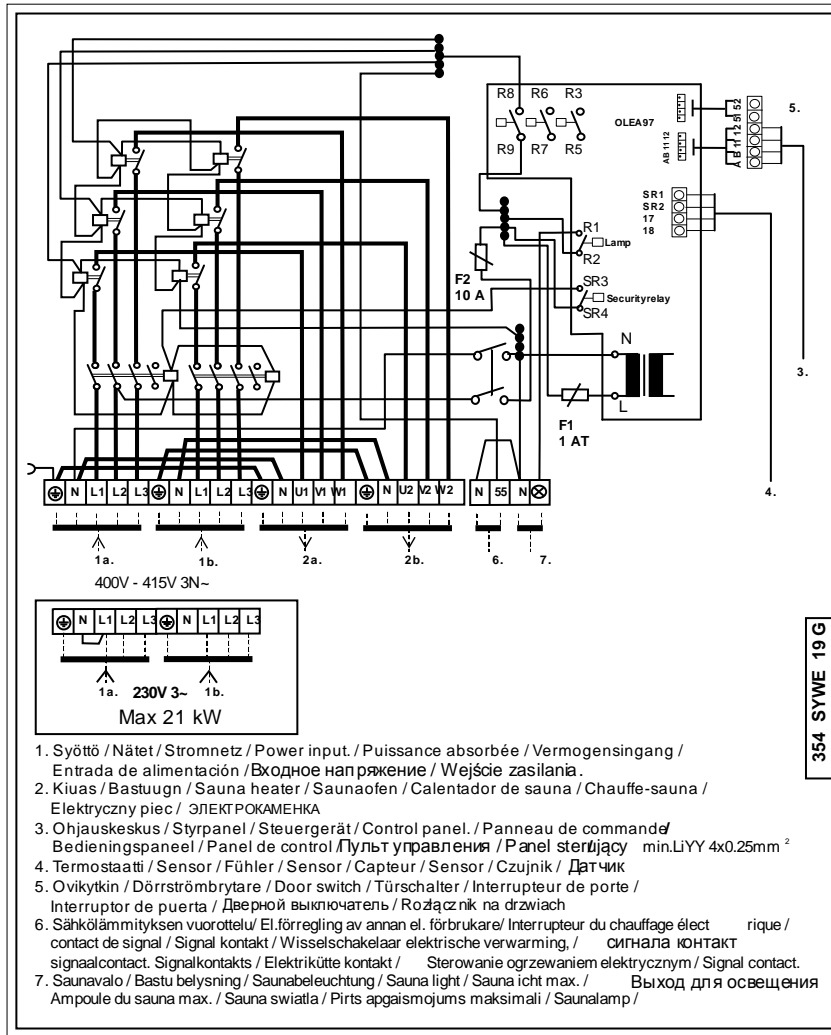 R8 R6 R3
OLEA97
R9 R7 R5
52
51
12
11
B
A
AB 11 12
5.
SR1
SR2
17
18
R1
Lamp
R2
F2
10 A
SR3
Securityrelay
SR4
N
3.
L
F1
1 AT
4.
N L1 L2 L3 N L1 L2 L3 N U1 V1 W1 N U2 V2 W2 N 55 N
1a. 1b. 2a. 2b. 6. 7.
400V - 415V 3N~
N L1 L2 L3 N L1 L2 L3
1a. 230V 3~ 1b.
Max 21 kW
354 SYWE 19 G
1. Syöttö / Nätet / Stromnetz / Power input. / Puissance absorbée / Vermogensingang /
Entrada de alimentación / Входное напряжение / Wejście zasilania.
2. Kiuas / Bastuugn / Sauna heater / Saunaofen / Calentador de sauna / Chauffe-sauna /
Elektryczny piec / ЭЛЕКТРОКАМЕНКА
3. Ohjauskeskus / Styrpanel / Steuergerät / Control panel. / Panneau de commande/
Bedieningspaneel / Panel de control /Пульт управления / Panel sterujący min.LiYY 4x0.25mm ²
4. Termostaatti / Sensor / Fühler / Sensor / Capteur / Sensor / Czujnik / Датчик
5. Ovikytkin / Dörrströmbrytare / Door switch / Türschalter / Interrupteur de porte /
Interruptor de puerta / Дверной выключатель / Rozłącznik na drzwiach
6. Sähkölämmityksen vuorottelu/ El.förregling av annan el. förbrukare/ Interrupteur du chauffage élect rique /
contact de signal / Signal kontakt / Wisselschakelaar elektrische verwarming, / сигнала контакт
signaalcontact. Signalkontakts / Elektrikütte kontakt / Sterowanie ogrzewaniem elektrycznym / Signal contact.
7. Saunavalo / Bastu belysning / Saunabeleuchtung / Sauna light / Sauna icht max. / Выход для освещения
Ampoule du sauna max. / Sauna swiatla / Pirts apgaismojums maksimali / Saunalamp /